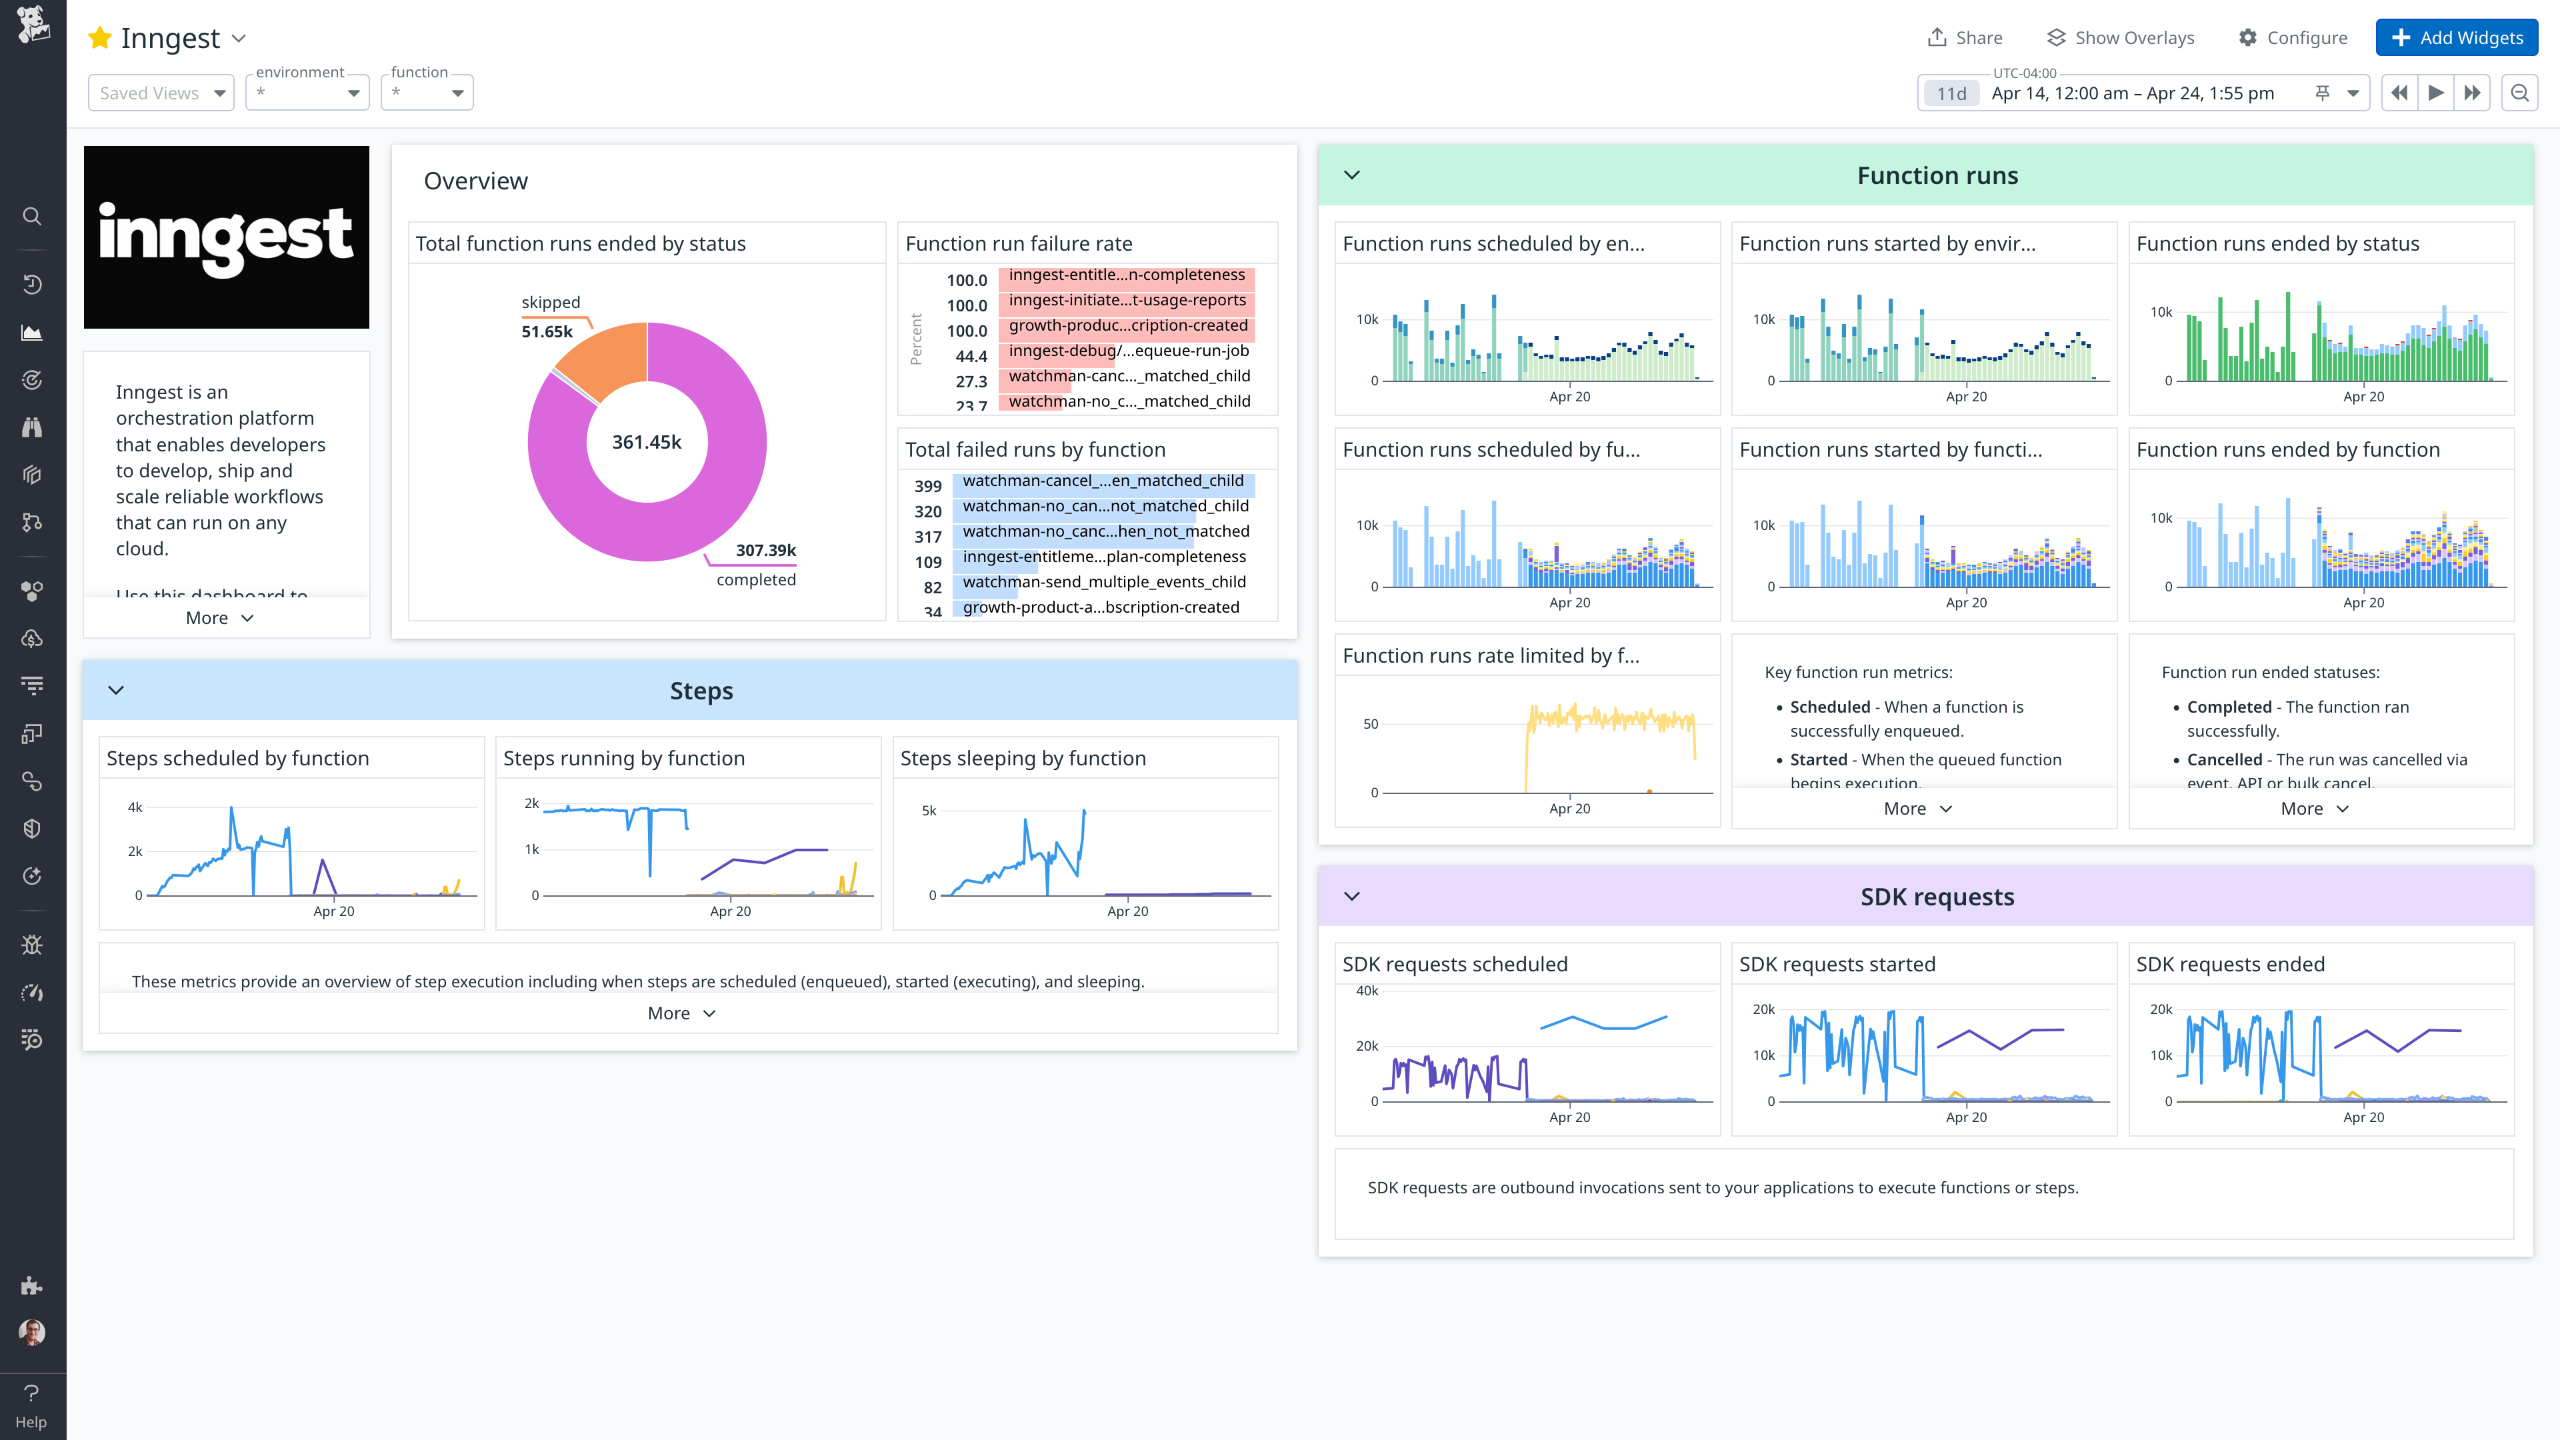 Inngest
Share
Show Overlays
Configure
Add Widgets
Saved Views
environment
*
function
*
UTC-04:00
11d
Apr 14, 12:00 am – Apr 24, 1:55 pm
inngest
Inngest is an
orchestration platform
that enables developers
to develop, ship and
scale reliable workflows
that can run on any
cloud.
Use this dashboard to
More
Overview
Total function runs ended by status
skipped
51.65k
361.45k
307.39k
completed
Function run failure rate
Percent
100.0 inngest-entitle...n-completeness
100.0 inngest-initiate...t-usage-reports
100.0 growth-produc...cription-created
44.4 inngest-debug/...equeue-run-job
27.3 watchman-canc..._matched_child
23.7 watchman-no_c..._matched_child
Total failed runs by function
399 watchman-cancel_...en_matched_child
320 watchman-no_can...not_matched_child
317 watchman-no_canc...hen_not_matched
109 inngest-entitleme...plan-completeness
82 watchman-send_multiple_events_child
34 growth-product-a...bscription-created
Steps
Steps scheduled by function
4k
2k
0
Apr 20
Steps running by function
2k
1k
0
Apr 20
Steps sleeping by function
5k
0
Apr 20
These metrics provide an overview of step execution including when steps are scheduled (enqueued), started (executing), and sleeping.
More
Function runs
Function runs scheduled by en...
10k
0
Apr 20
Function runs started by envir...
10k
0
Apr 20
Function runs ended by status
10k
0
Apr 20
Function runs scheduled by fu...
10k
0
Apr 20
Function runs started by functi...
10k
0
Apr 20
Function runs ended by function
10k
0
Apr 20
Function runs rate limited by f...
50
0
Apr 20
Key function run metrics:
• Scheduled - When a function is
successfully enqueued.
• Started - When the queued function
begins execution.
More
Function run ended statuses:
• Completed - The function ran
successfully.
• Cancelled - The run was cancelled via
event, API or bulk cancel.
More
SDK requests
SDK requests scheduled
40k
20k
0
Apr 20
SDK requests started
20k
10k
0
Apr 20
SDK requests ended
20k
10k
0
Apr 20
SDK requests are outbound invocations sent to your applications to execute functions or steps.
Help